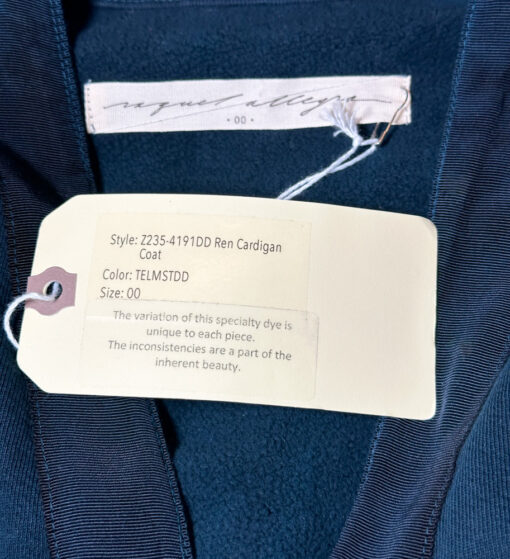 raquel allegra
• 00 •
Style: Z235-4191DD Ren Cardigan
Coat
Color: TELMSTDD
Size: 00
The variation of this specialty dye is
unique to each piece.
The inconsistencies are a part of the
inherent beauty.